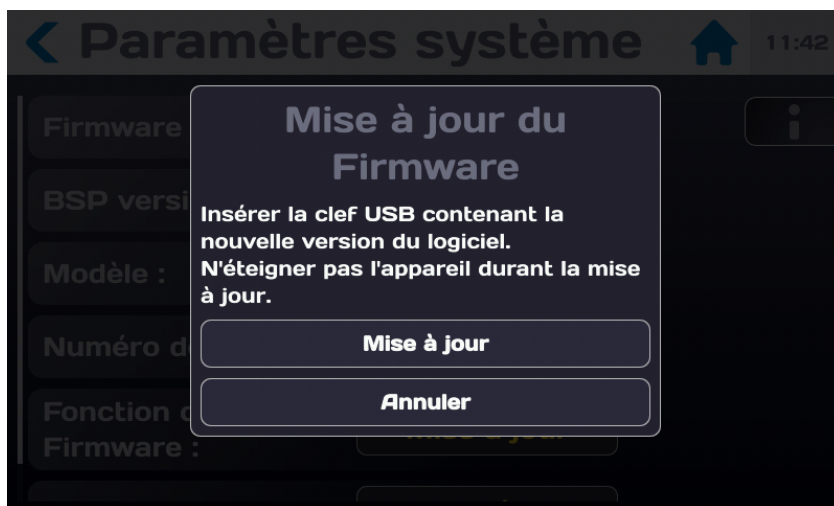 Paramètres système
11:42
Firmware
BSP versi
Modèle :
Numéro d
Fonction d
Firmware :
Mise à jour du
Firmware
Insérer la clef USB contenant la
nouvelle version du logiciel.
N'éteigner pas l'appareil durant la mise
à jour.
Mise à jour
Annuler